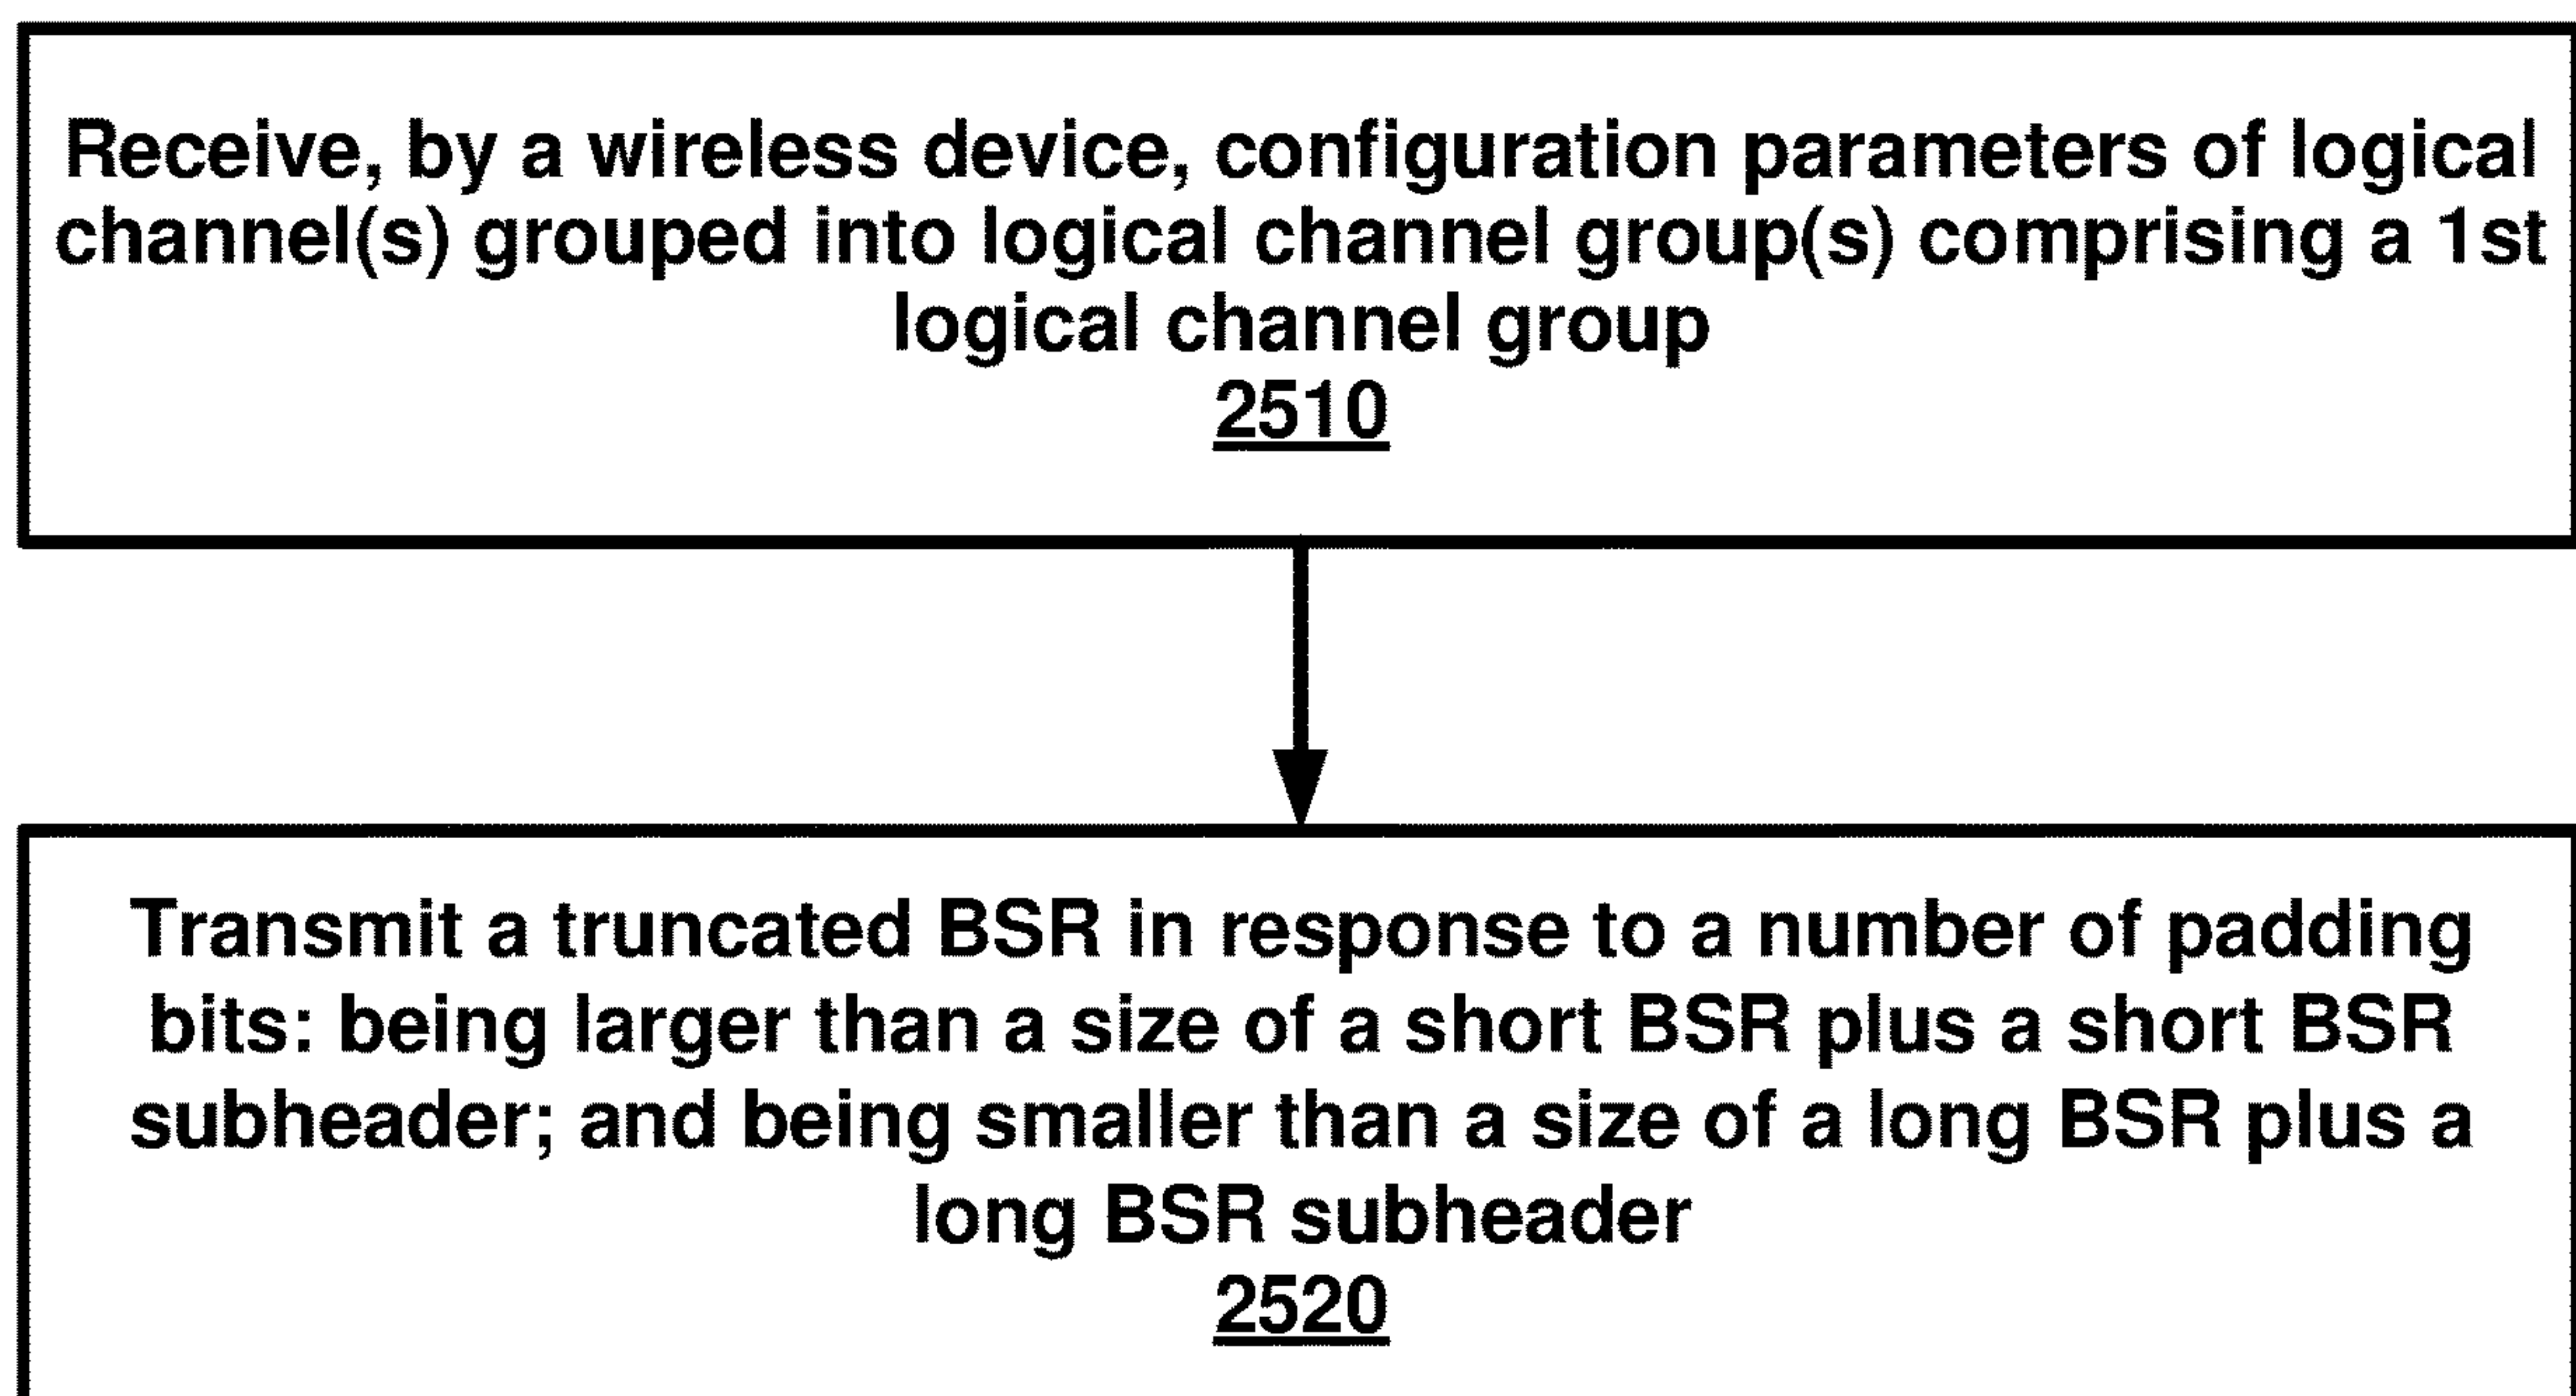 Receive, by a wireless device, configuration parameters of logical
channel(s) grouped into logical channel group(s) comprising a 1st
logical channel group
2510
Transmit a truncated BSR in response to a number of padding
bits: being larger than a size of a short BSR plus a short BSR
subheader; and being smaller than a size of a long BSR plus a
long BSR subheader
2520